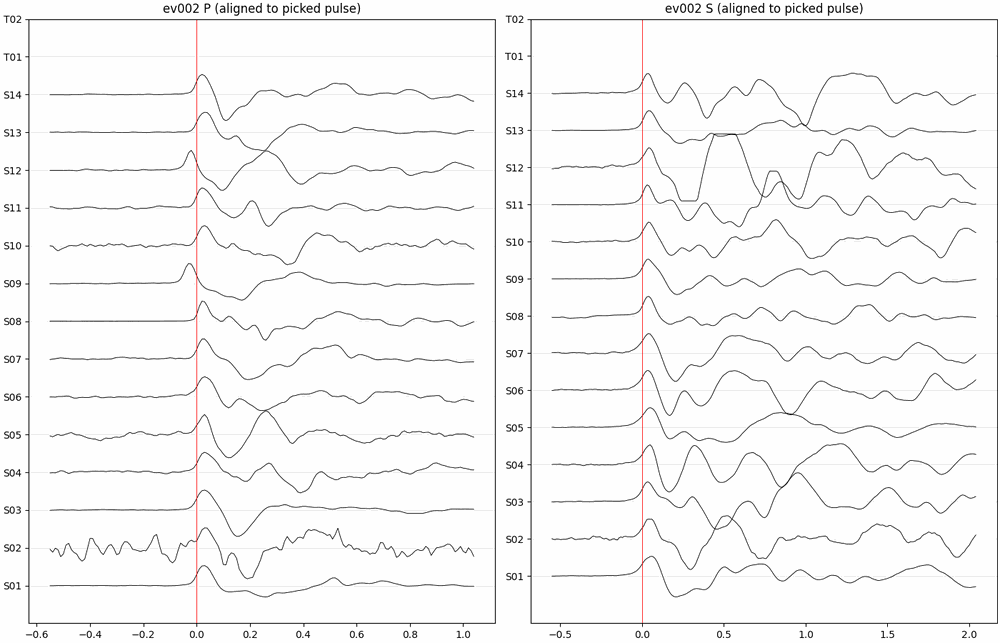 ev002 P (aligned to picked pulse)
T02
T01
S14
S13
S12
S11
S10
S09
S08
S07
S06
S05
S04
S03
S02
S01
−0.6 −0.4 −0.2 0.0 0.2 0.4 0.6 0.8 1.0
ev002 S (aligned to picked pulse)
T02
T01
S14
S13
S12
S11
S10
S09
S08
S07
S06
S05
S04
S03
S02
S01
−0.5 0.0 0.5 1.0 1.5 2.0